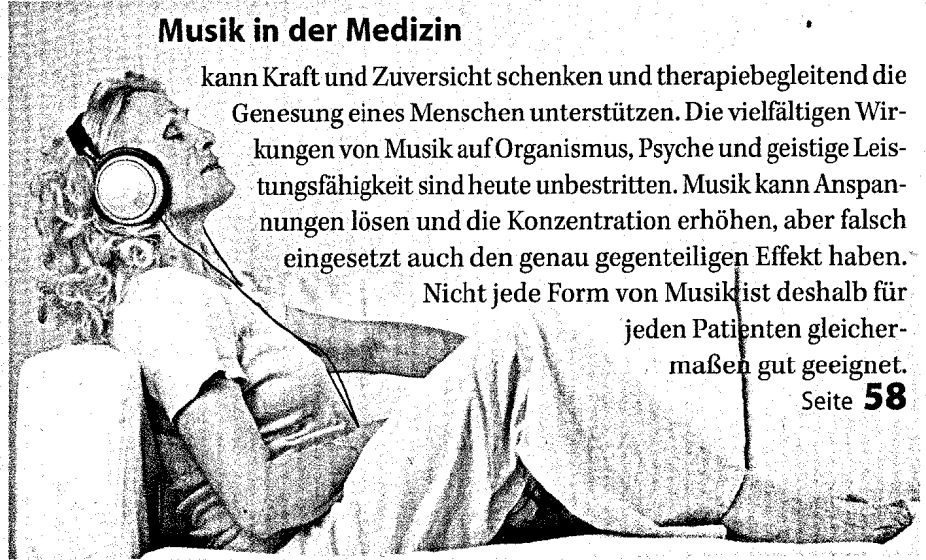 Musik in der Medizin
kann Kraft und Zuversicht schenken und therapiebegleitend die
Genesung eines Menschen unterstützen. Die vielfältigen Wir-
kungen von Musik auf Organismus, Psyche und geistige Leis-
tungsfähigkeit sind heute unbestritten. Musik kann Anspan-
nungen lösen und die Konzentration erhöhen, aber falsch
eingesetzt auch den genau gegenteiligen Effekt haben.
Nicht jede Form von Musik ist deshalb für
jeden Patienten gleicher-
maßen gut geeignet.
Seite 58